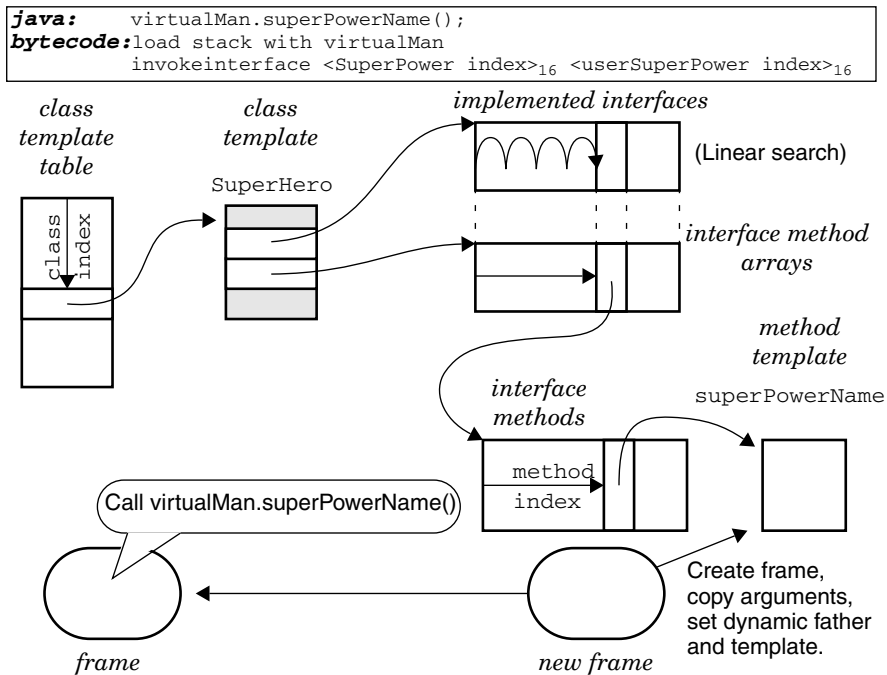 java: virtualMan.superPowerName();
bytecode:load stack with virtualMan
invokeinterface <SuperPower index>16 <userSuperPower index>16
class
template
table
class
template
SuperHero
implemented interfaces
(Linear search)
class
index
interface method
arrays
method
template
superPowerName
interface
methods
method
index
Call virtualMan.superPowerName()
Create frame,
copy arguments,
set dynamic father
and template.
frame
new frame